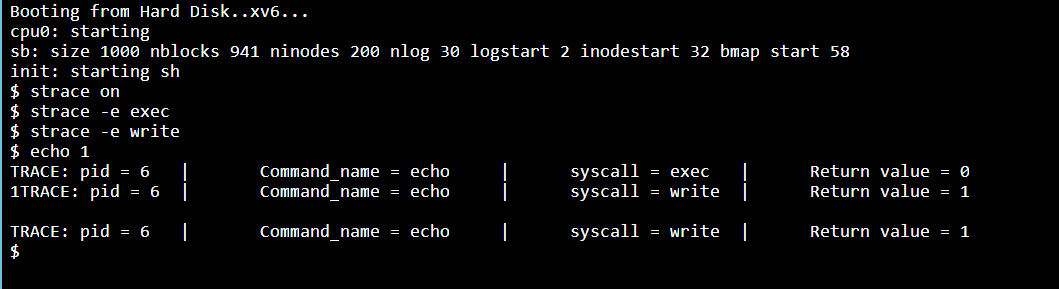 Booting from Hard Disk..xv6...
cpu0: starting
sb: size 1000 nblocks 941 ninodes 200 nlog 30 logstart 2 inodestart 32 bmap start 58
init: starting sh
$ strace on
$ strace -e exec
$ strace -e write
$ echo 1
TRACE: pid = 6 | Command_name = echo | syscall = exec | Return value = 0
1TRACE: pid = 6 | Command_name = echo | syscall = write | Return value = 1
TRACE: pid = 6 | Command_name = echo | syscall = write | Return value = 1
$